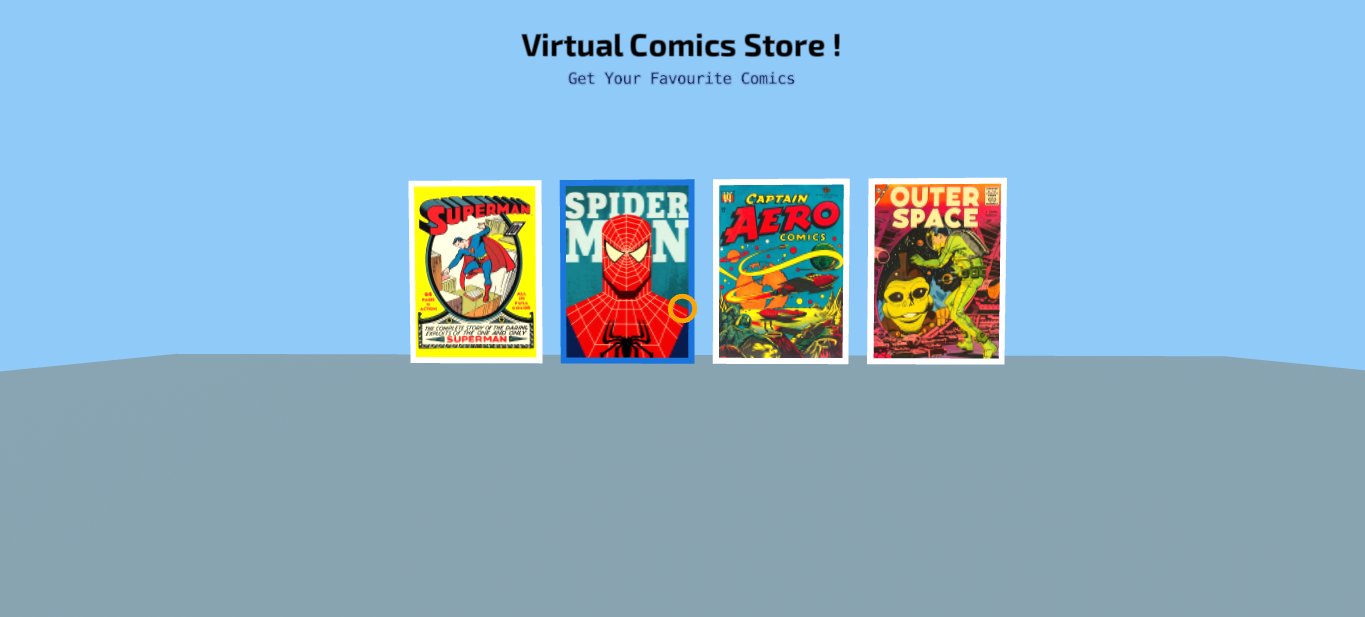 Virtual Comics Store !
Get Your Favourite Comics
SUPERMAN
64
PAGES
OF
ACTION!
ALL
IN
FULL
COLOR
THE COMPLETE STORY OF THE DARING
EXPLOITS OF THE ONE AND ONLY
SUPERMAN
SPIDER
MAN
CAPTAIN
AERO
COMICS
OUTER
SPACE